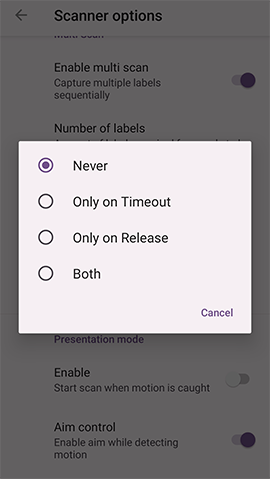 Scanner options
Multi Scan
Enable multi scan
Capture multiple labels
sequentially
Number of labels
Never
Only on Timeout
Only on Release
Both
Cancel
Presentation mode
Enable
Start scan when motion is caught
Aim control
Enable aim while detecting
motion